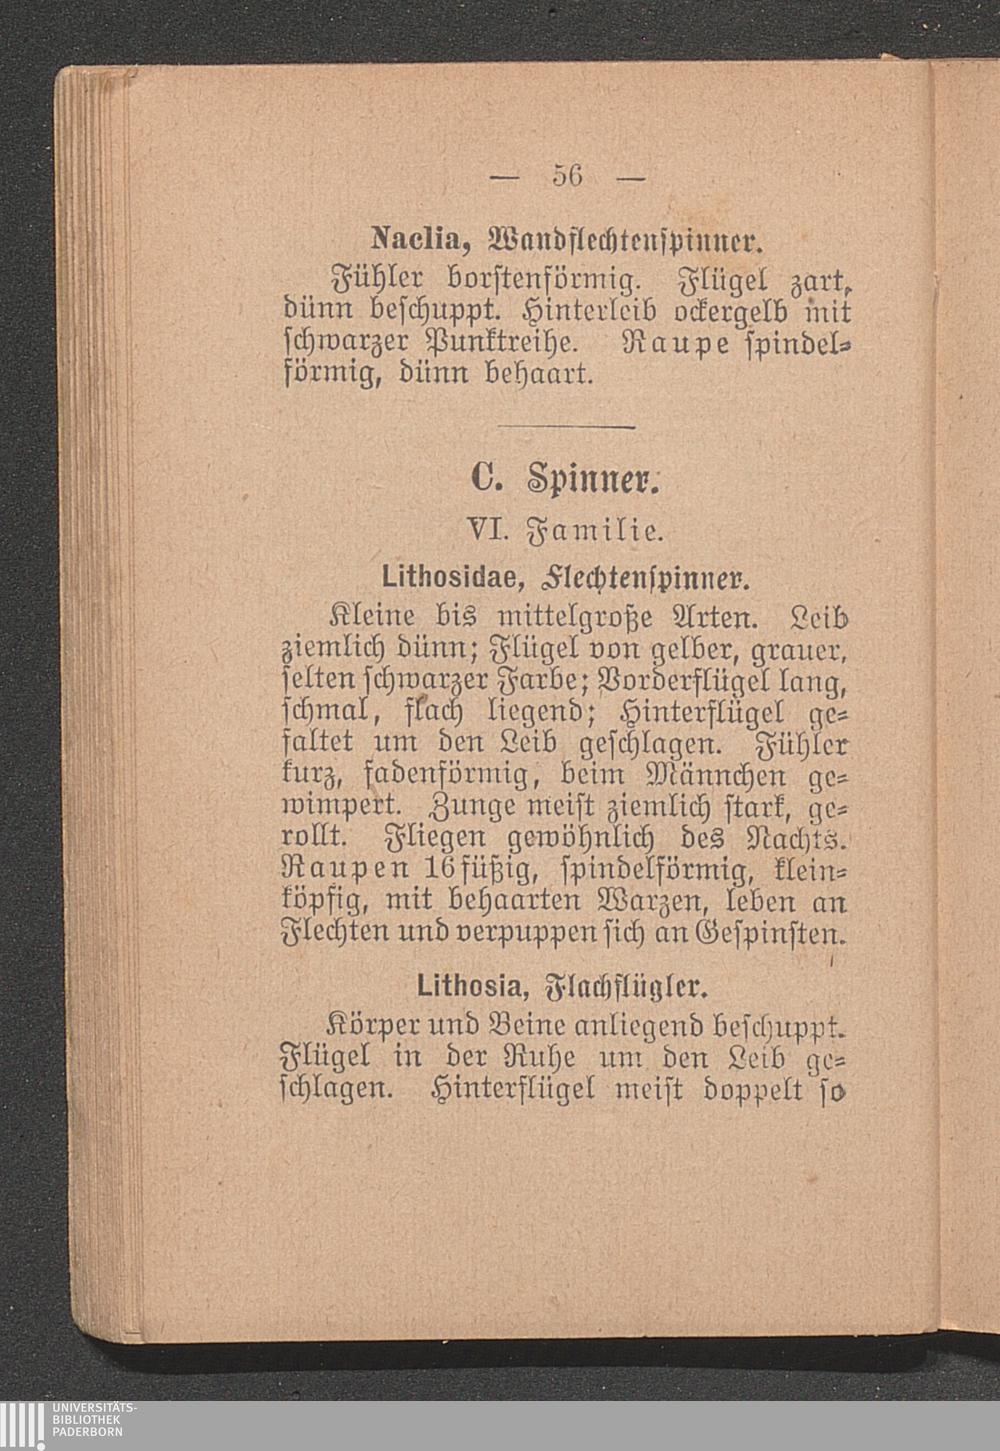 — 56 —
Naclia, Wandflechtenspinner.
Fühler borstenförmig. Flügel zart,
dünn beschuppt. Hinterleib ockergelb mit
schwarzer Punktreihe. Raupe spindel-
förmig, dünn behaart.
C. Spinner.
VI. Familie.
Lithosidae, Flechtenspinner.
Kleine bis mittelgroße Arten. Leib
ziemlich dünn; Flügel von gelber, grauer,
selten schwarzer Farbe; Vorderflügel lang,
schmal, flach liegend; Hinterflügel ge-
faltet um den Leib geschlagen. Fühler
kurz, fadenförmig, beim Männchen ge-
wimpert. Zunge meist ziemlich stark, ge-
rollt. Fliegen gewöhnlich des Nachts.
Raupen 16füßig, spindelförmig, klein-
köpfig, mit behaarten Warzen, leben an
Flechten und verpuppen sich an Gespinsten.
Lithosia, Flachflügler.
Körper und Beine anliegend beschuppt.
Flügel in der Ruhe um den Leib ge-
schlagen. Hinterflügel meist doppelt so
UNIVERSITÄTS-
BIBLIOTHEK
PADERBORN